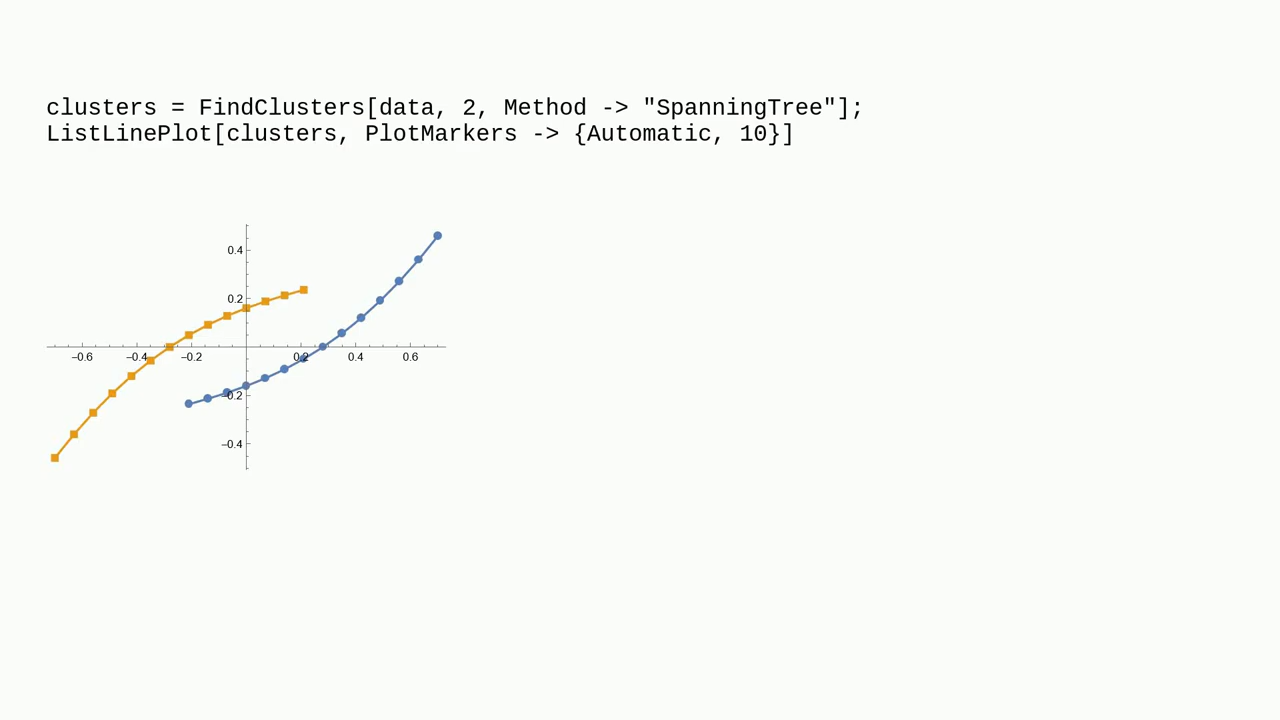 clusters = FindClusters[data, 2, Method -> "SpanningTree"];
ListLinePlot[clusters, PlotMarkers -> {Automatic, 10}]
0.4
0.2
−0.6 −0.4 −0.2 0.2 0.4 0.6
−0.2
−0.4